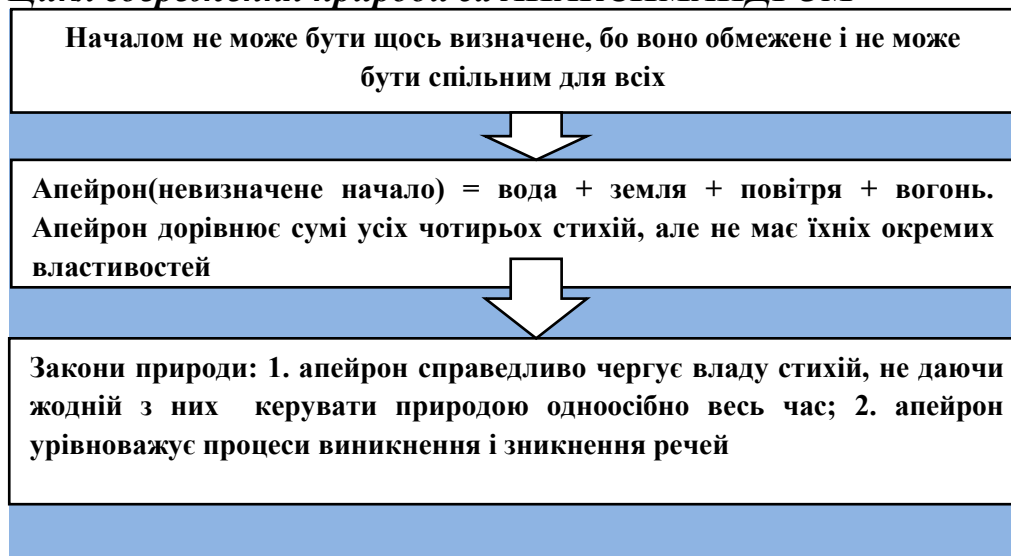 Началом не може бути щось визначене, бо воно обмежене і не може
бути спільним для всіх
Апейрон(невизначене начало) = вода + земля + повітря + вогонь.
Апейрон дорівнює сумі усіх чотирьох стихій, але не має їхніх окремих
властивостей
Закони природи: 1. апейрон справедливо чергує владу стихій, не даючи
жодній з них керувати природою одноосібно весь час; 2. апейрон
урівноважує процеси виникнення і зникнення речей